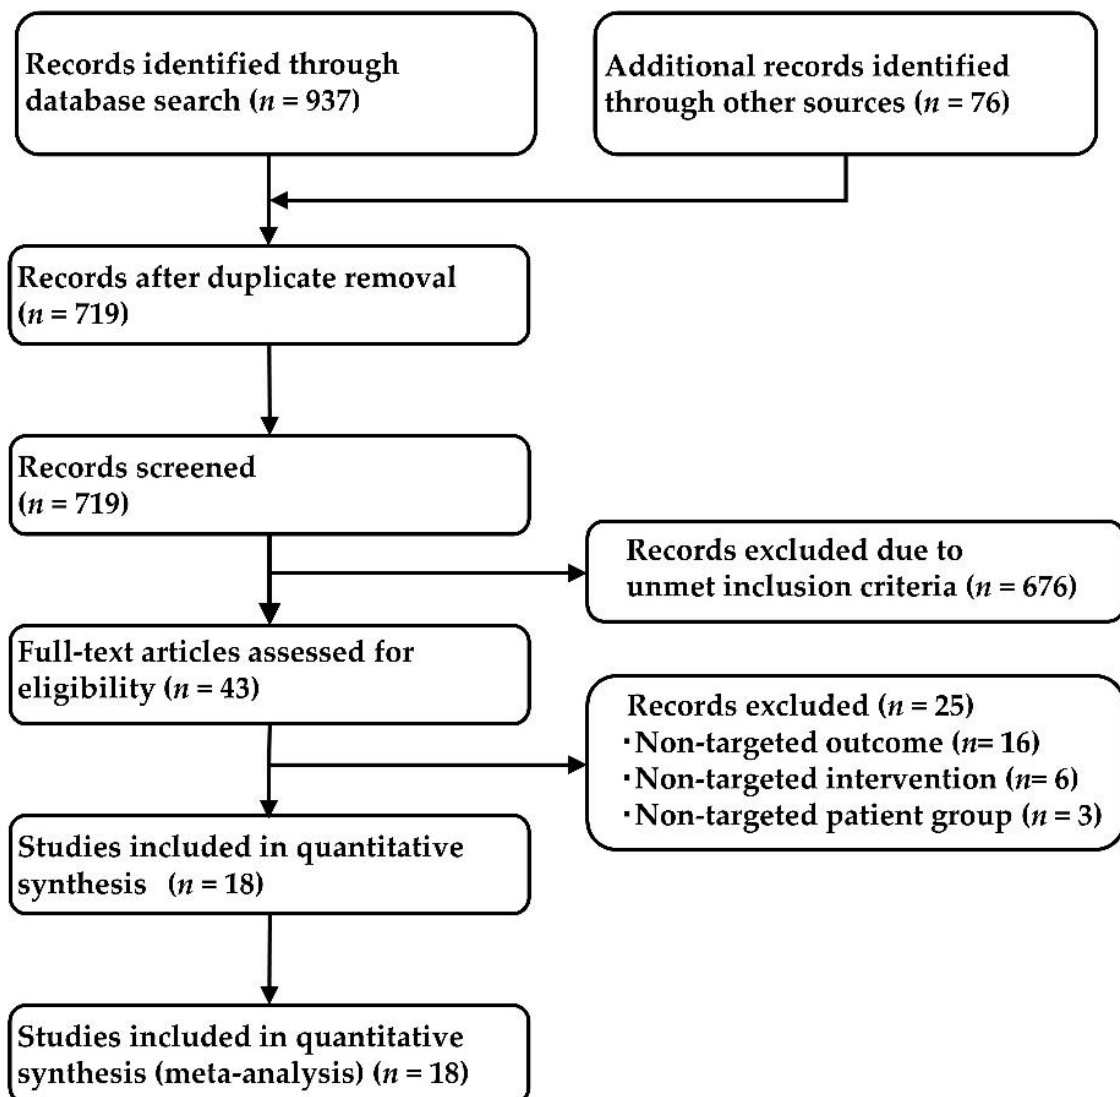 Records identified through
database search (n = 937)
Additional records identified
through other sources (n = 76)
Records after duplicate removal
(n = 719)
Records screened
(n = 719)
Records excluded due to
unmet inclusion criteria (n = 676)
Full-text articles assessed for
eligibility (n = 43)
Records excluded (n = 25)
·Non-targeted outcome (n= 16)
·Non-targeted intervention (n= 6)
·Non-targeted patient group (n = 3)
Studies included in quantitative
synthesis (n = 18)
Studies included in quantitative
synthesis (meta-analysis) (n = 18)